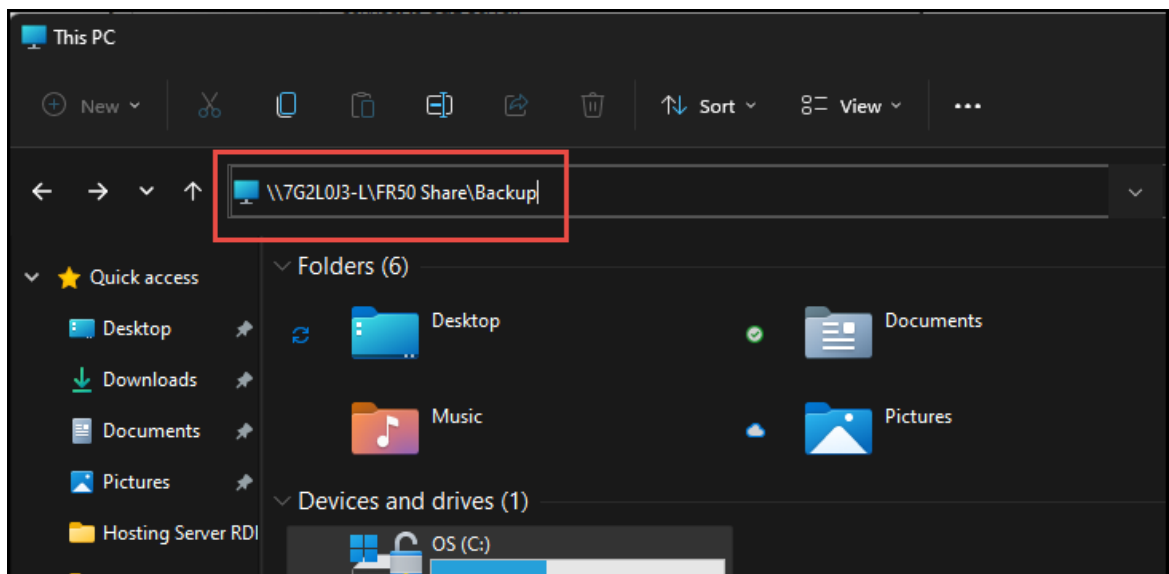 This PC
New
Sort
View
\\7G2L0J3-L\FR50 Share\Backup
Quick access
Desktop
Downloads
Documents
Pictures
Hosting Server RDI
Folders (6)
Desktop
Documents
Music
Pictures
Devices and drives (1)
OS (C:)